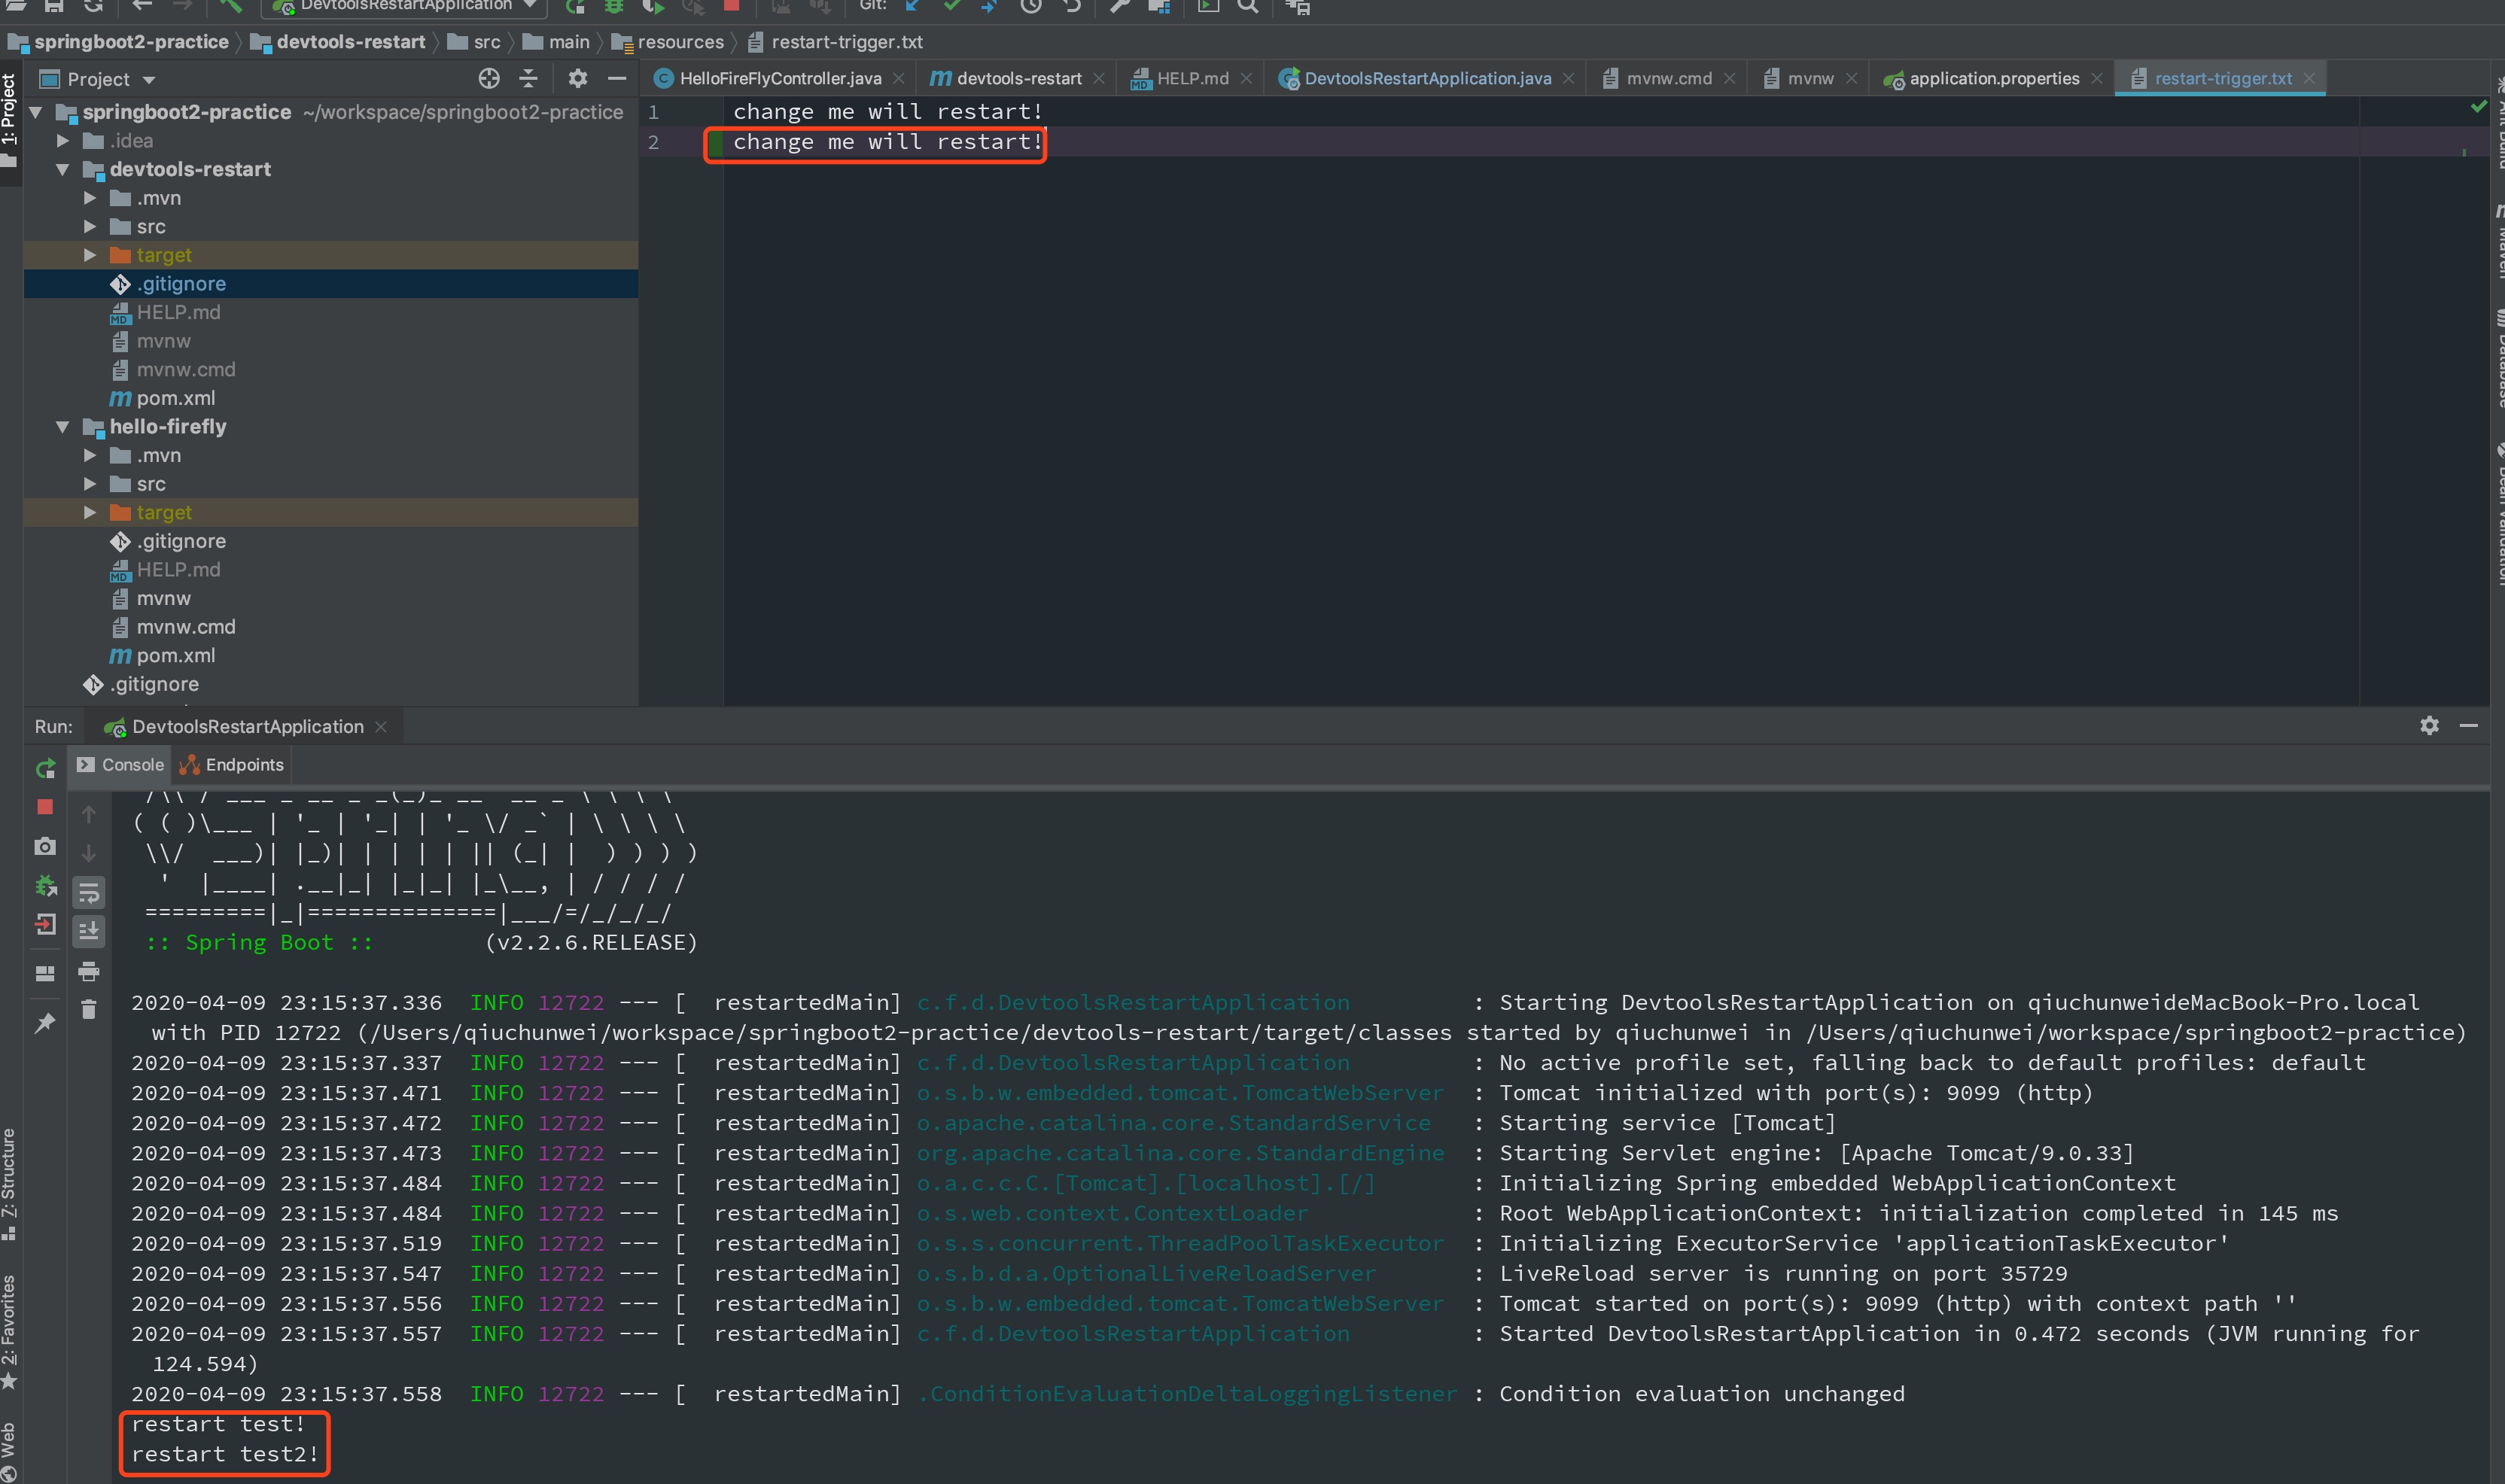 DevtoolsRestartApplication
Git:
springboot2-practice devtools-restart src main resources restart-trigger.txt
1: Project
Project
HelloFireFlyController.java devtools-restart HELP.md DevtoolsRestartApplication.java mvnw.cmd mvnw application.properties restart-trigger.txt
springboot2-practice ~/workspace/springboot2-practice
.idea
devtools-restart
.mvn
src
target
.gitignore
HELP.md
mvnw
mvnw.cmd
pom.xml
hello-firefly
.mvn
src
target
.gitignore
HELP.md
mvnw
mvnw.cmd
pom.xml
.gitignore
1 change me will restart!
2 change me will restart!
Ant Build
Maven
Database
Bean Validation
Run: DevtoolsRestartApplication
Console Endpoints
/\\ / ___ _ __ _ _(_)_ __ __ _ \ \ \ \
( ( )\___ | '_ | '_| | '_ \/ _` | \ \ \ \
\\/ ___)| |_)| | | | | || (_| | ) ) ) )
' |____| .__|_| |_|_| |_\__, | / / / /
=========|_|==============|___/=/_/_/_/
:: Spring Boot :: (v2.2.6.RELEASE)
2020-04-09 23:15:37.336 INFO 12722 --- [ restartedMain] c.f.d.DevtoolsRestartApplication : Starting DevtoolsRestartApplication on qiuchunweideMacBook-Pro.local
with PID 12722 (/Users/qiuchunwei/workspace/springboot2-practice/devtools-restart/target/classes started by qiuchunwei in /Users/qiuchunwei/workspace/springboot2-practice)
2020-04-09 23:15:37.337 INFO 12722 --- [ restartedMain] c.f.d.DevtoolsRestartApplication : No active profile set, falling back to default profiles: default
2020-04-09 23:15:37.471 INFO 12722 --- [ restartedMain] o.s.b.w.embedded.tomcat.TomcatWebServer : Tomcat initialized with port(s): 9099 (http)
2020-04-09 23:15:37.472 INFO 12722 --- [ restartedMain] o.apache.catalina.core.StandardService : Starting service [Tomcat]
2020-04-09 23:15:37.473 INFO 12722 --- [ restartedMain] org.apache.catalina.core.StandardEngine : Starting Servlet engine: [Apache Tomcat/9.0.33]
2020-04-09 23:15:37.484 INFO 12722 --- [ restartedMain] o.a.c.c.C.[Tomcat].[localhost].[/] : Initializing Spring embedded WebApplicationContext
2020-04-09 23:15:37.484 INFO 12722 --- [ restartedMain] o.s.web.context.ContextLoader : Root WebApplicationContext: initialization completed in 145 ms
2020-04-09 23:15:37.519 INFO 12722 --- [ restartedMain] o.s.s.concurrent.ThreadPoolTaskExecutor : Initializing ExecutorService 'applicationTaskExecutor'
2020-04-09 23:15:37.547 INFO 12722 --- [ restartedMain] o.s.b.d.a.OptionalLiveReloadServer : LiveReload server is running on port 35729
2020-04-09 23:15:37.556 INFO 12722 --- [ restartedMain] o.s.b.w.embedded.tomcat.TomcatWebServer : Tomcat started on port(s): 9099 (http) with context path ''
2020-04-09 23:15:37.557 INFO 12722 --- [ restartedMain] c.f.d.DevtoolsRestartApplication : Started DevtoolsRestartApplication in 0.472 seconds (JVM running for
124.594)
2020-04-09 23:15:37.558 INFO 12722 --- [ restartedMain] .ConditionEvaluationDeltaLoggingListener : Condition evaluation unchanged
restart test!
restart test2!
7: Structure
2: Favorites
Web